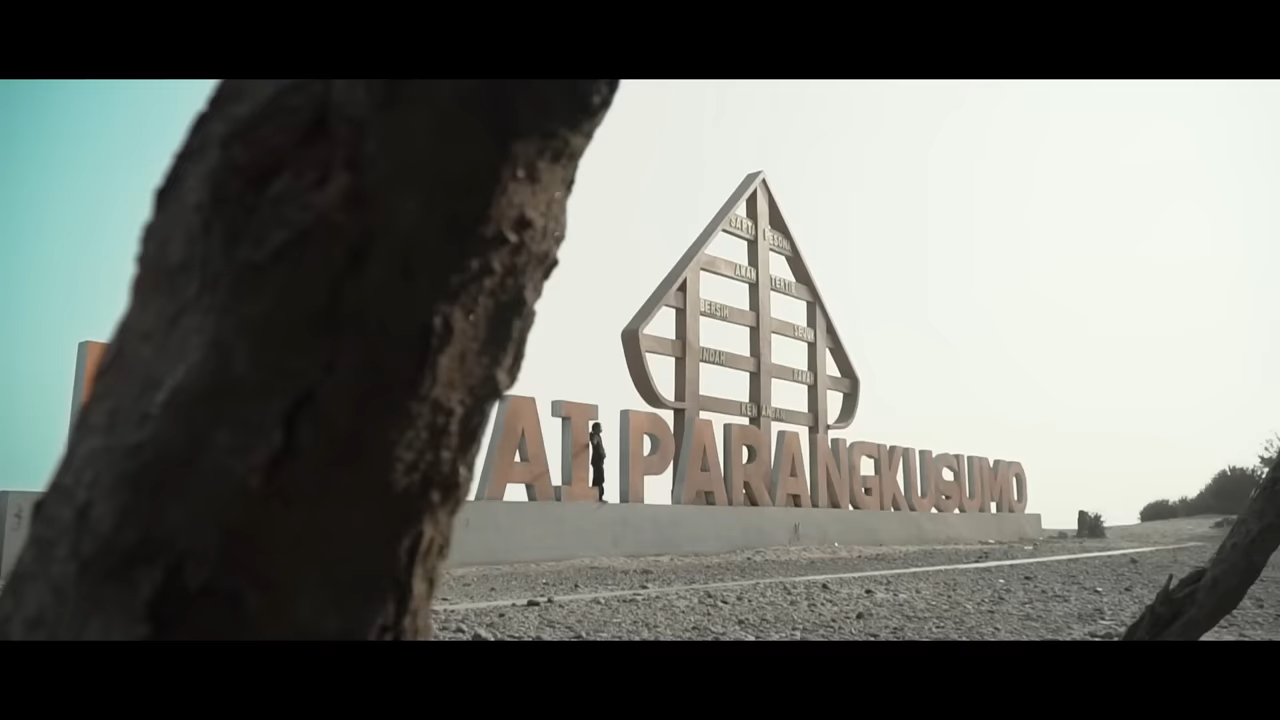 SAPTA PESONA
AMAN TERTIB
BERSIH SEJUK
INDAH RAMAH
KENANGAN
AI PARANGKUSUMO